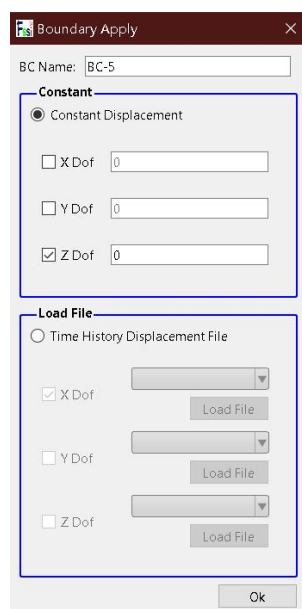 Boundary Apply
BC Name: BC-5
Constant
Constant Displacement
X Dof 0
Y Dof 0
Z Dof 0
Load File
Time History Displacement File
X Dof
Load File
Y Dof
Load File
Z Dof
Load File
Ok